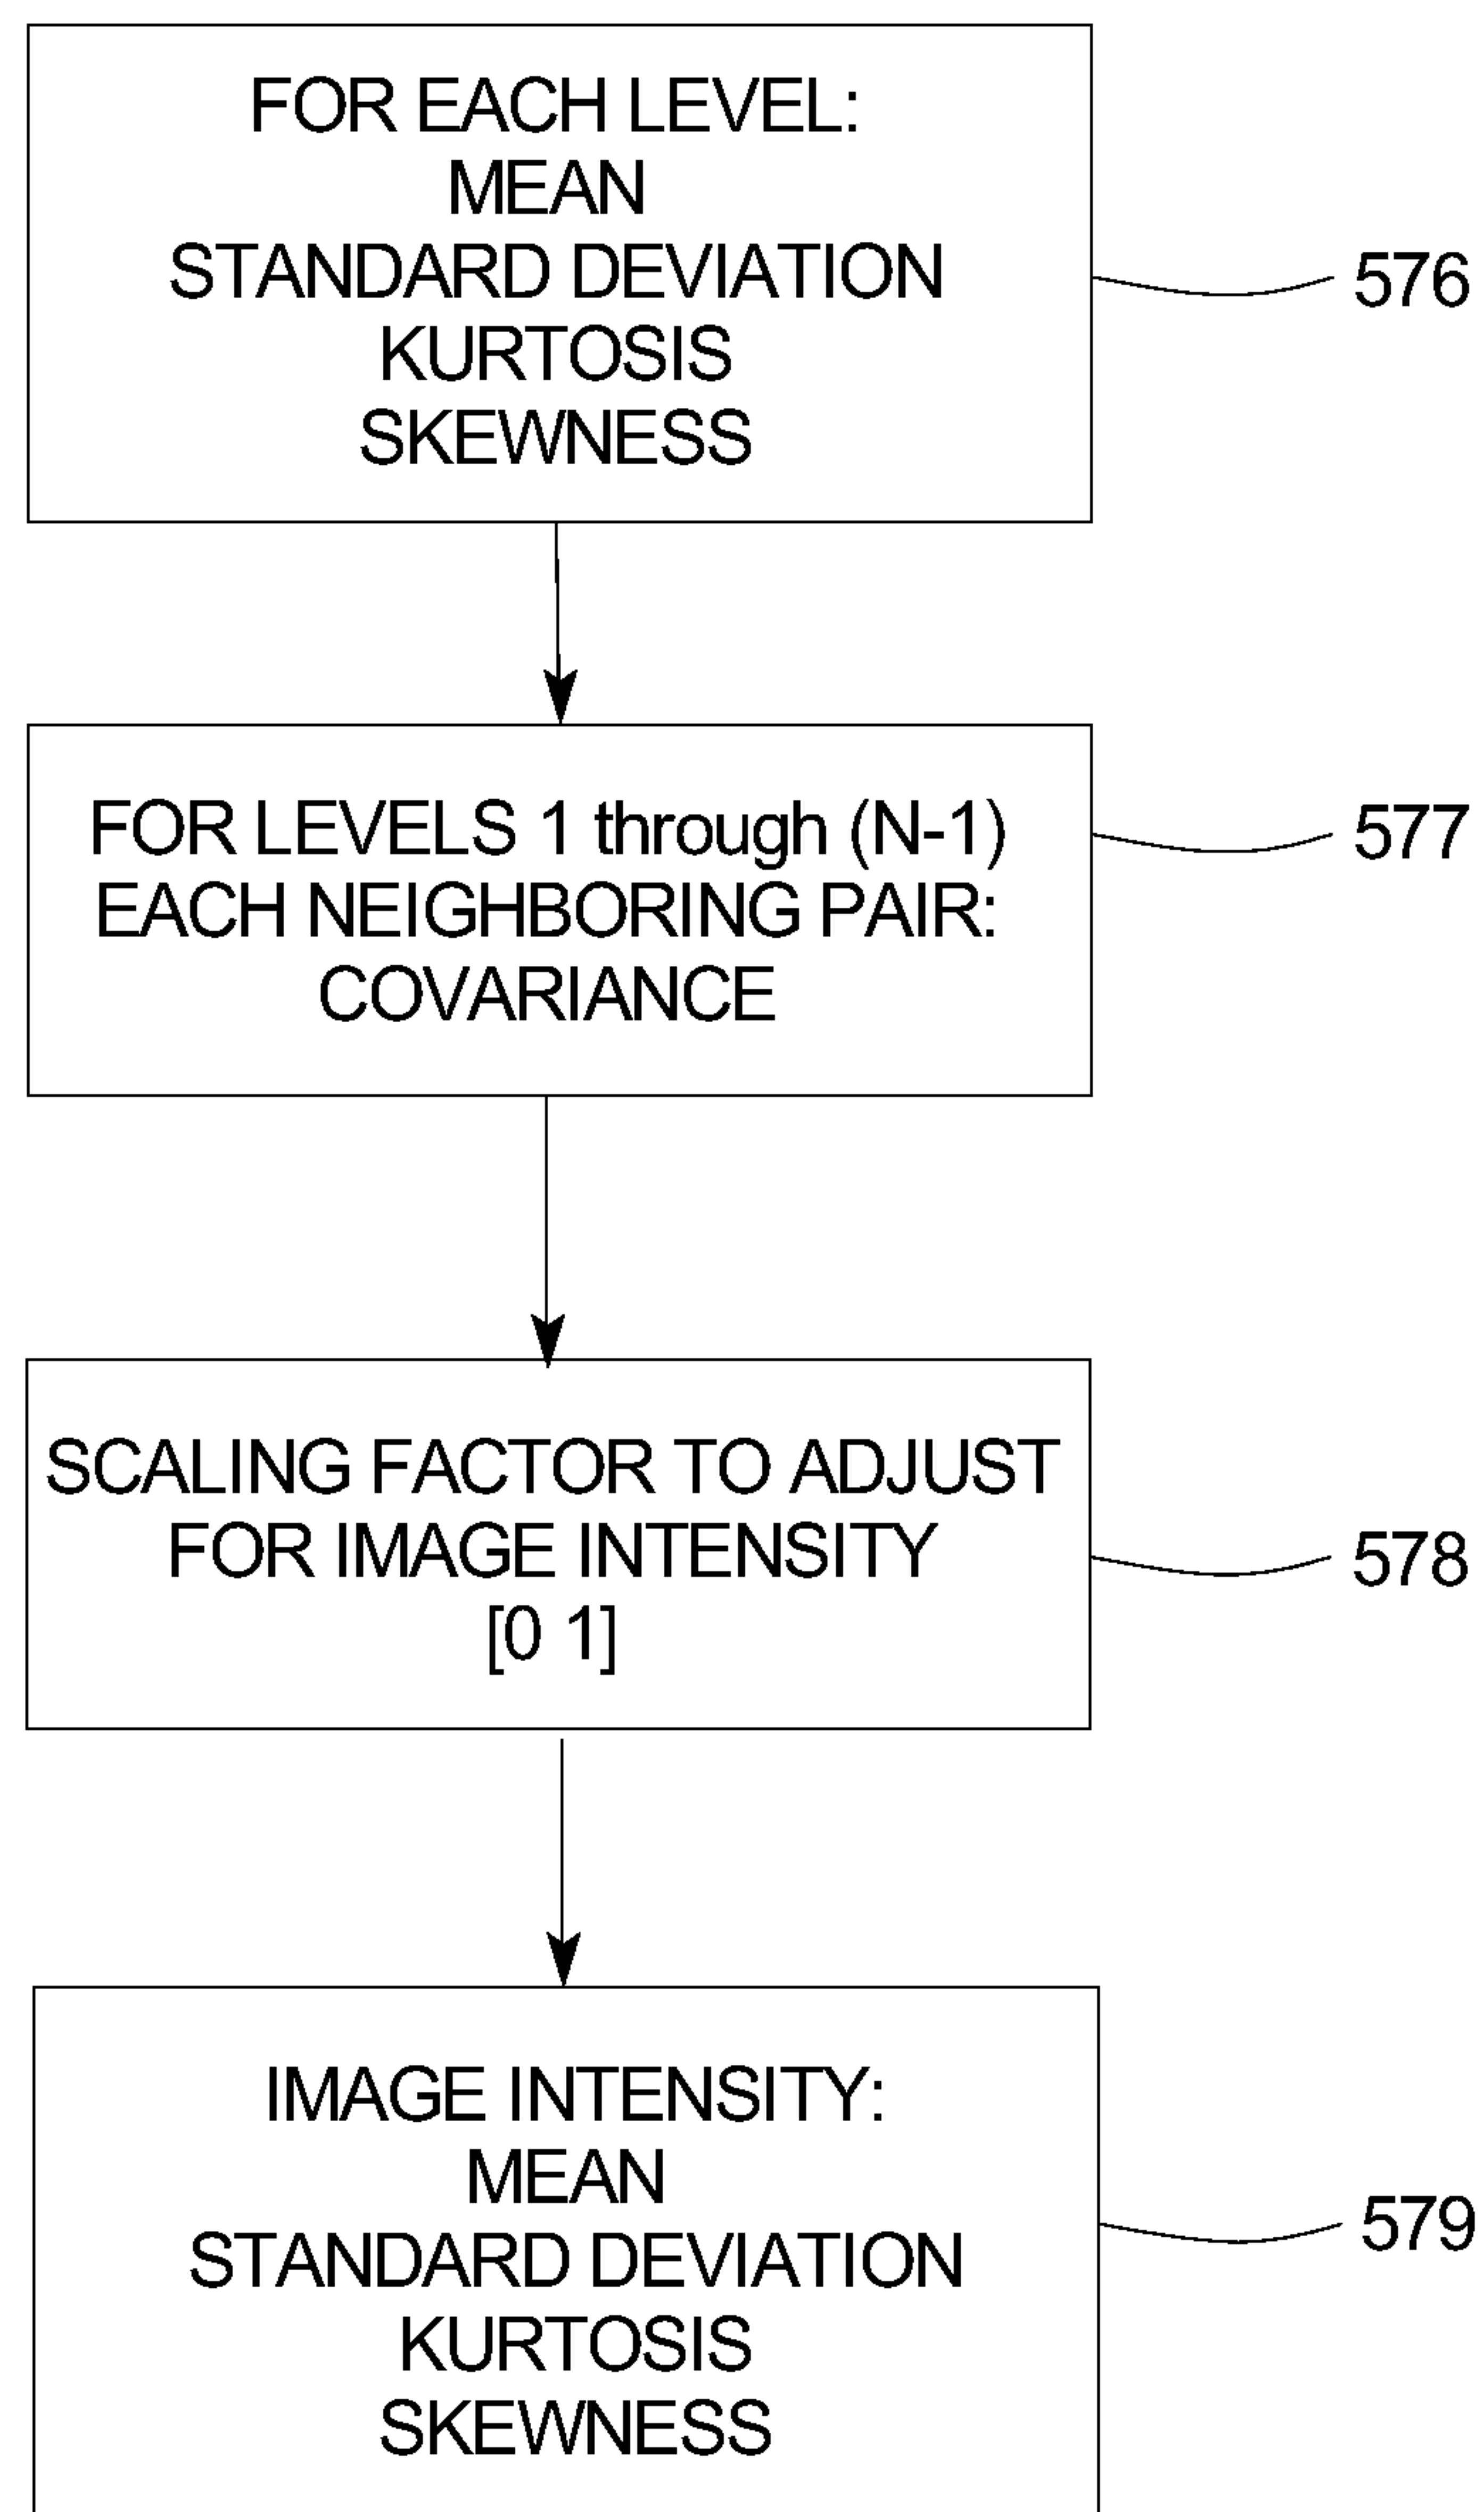 FOR EACH LEVEL:
MEAN
STANDARD DEVIATION
KURTOSIS
SKEWNESS
576
FOR LEVELS 1 through (N-1)
EACH NEIGHBORING PAIR:
COVARIANCE
577
SCALING FACTOR TO ADJUST
FOR IMAGE INTENSITY
[0 1]
578
IMAGE INTENSITY:
MEAN
STANDARD DEVIATION
KURTOSIS
SKEWNESS
579